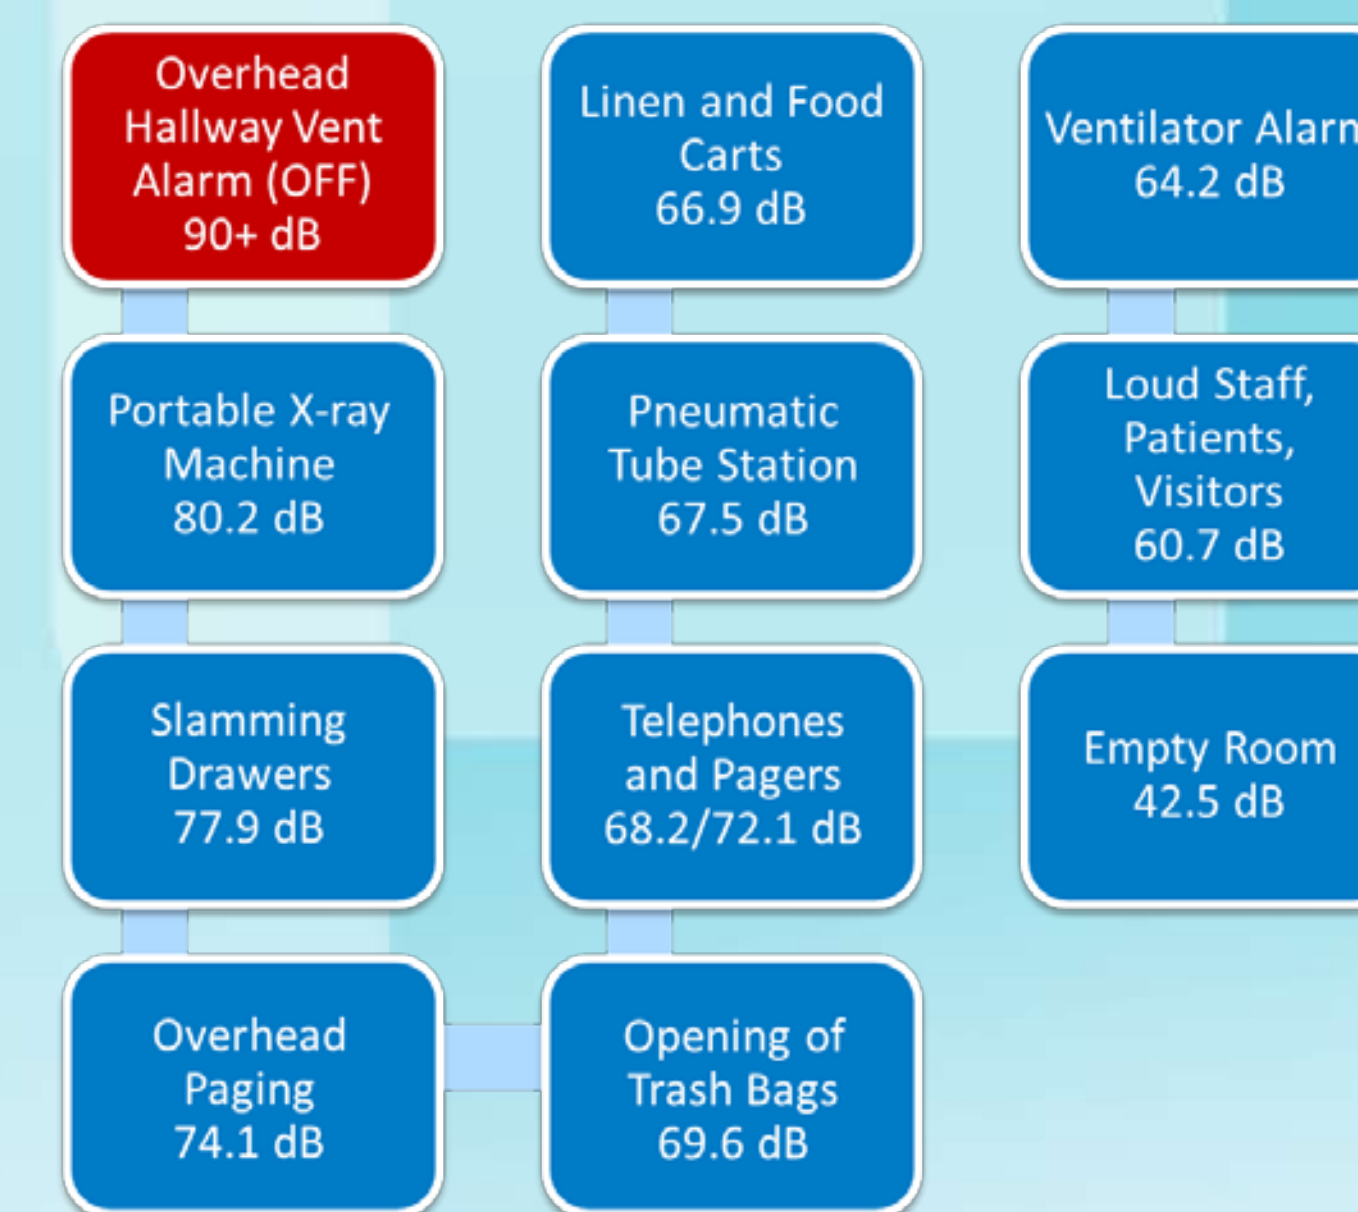 Overhead
Hallway Vent
Alarm (OFF)
90+ dB
Portable X-ray
Machine
80.2 dB
Slamming
Drawers
77.9 dB
Overhead
Paging
74.1 dB
Linen and Food
Carts
66.9 dB
Pneumatic
Tube Station
67.5 dB
Telephones
and Pagers
68.2/72.1 dB
Opening of
Trash Bags
69.6 dB
Ventilator Alarm
64.2 dB
Loud Staff,
Patients,
Visitors
60.7 dB
Empty Room
42.5 dB